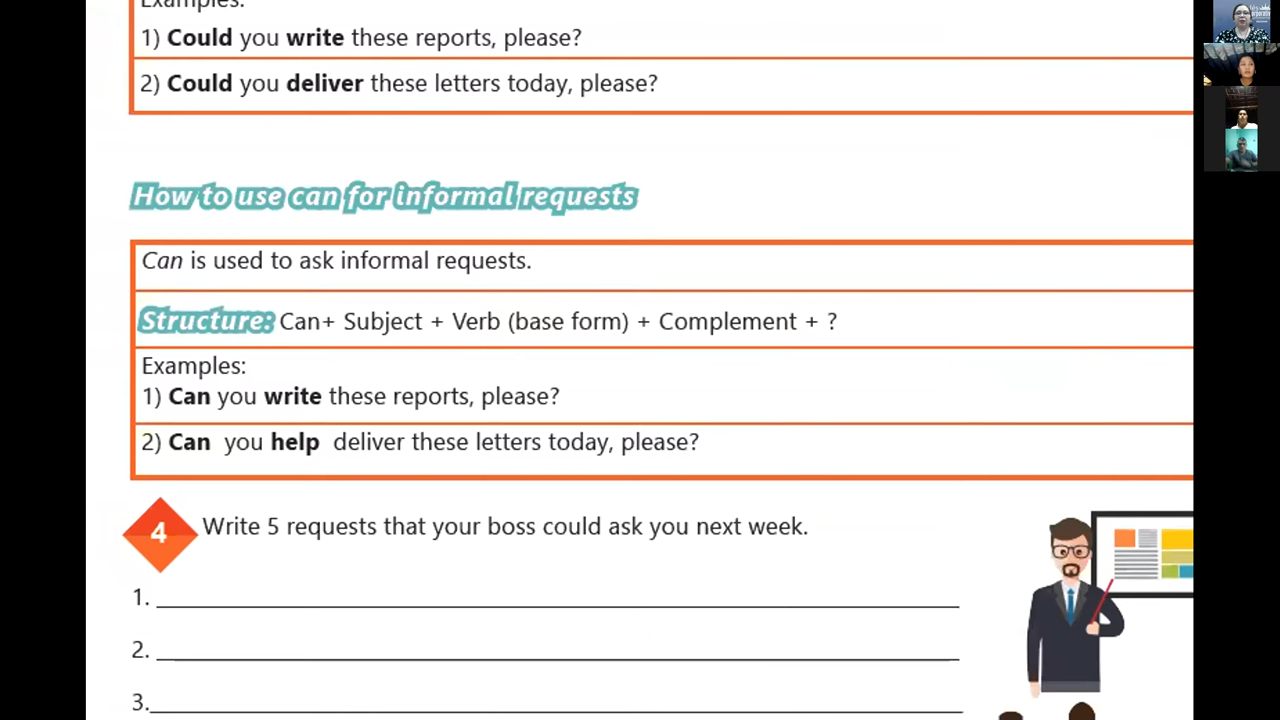 Examples:
1) Could you write these reports, please?
2) Could you deliver these letters today, please?
How to use can for informal requests
Can is used to ask informal requests.
Structure: Can+ Subject + Verb (base form) + Complement + ?
Examples:
1) Can you write these reports, please?
2) Can you help deliver these letters today, please?
4 Write 5 requests that your boss could ask you next week.
1.
2.
3.